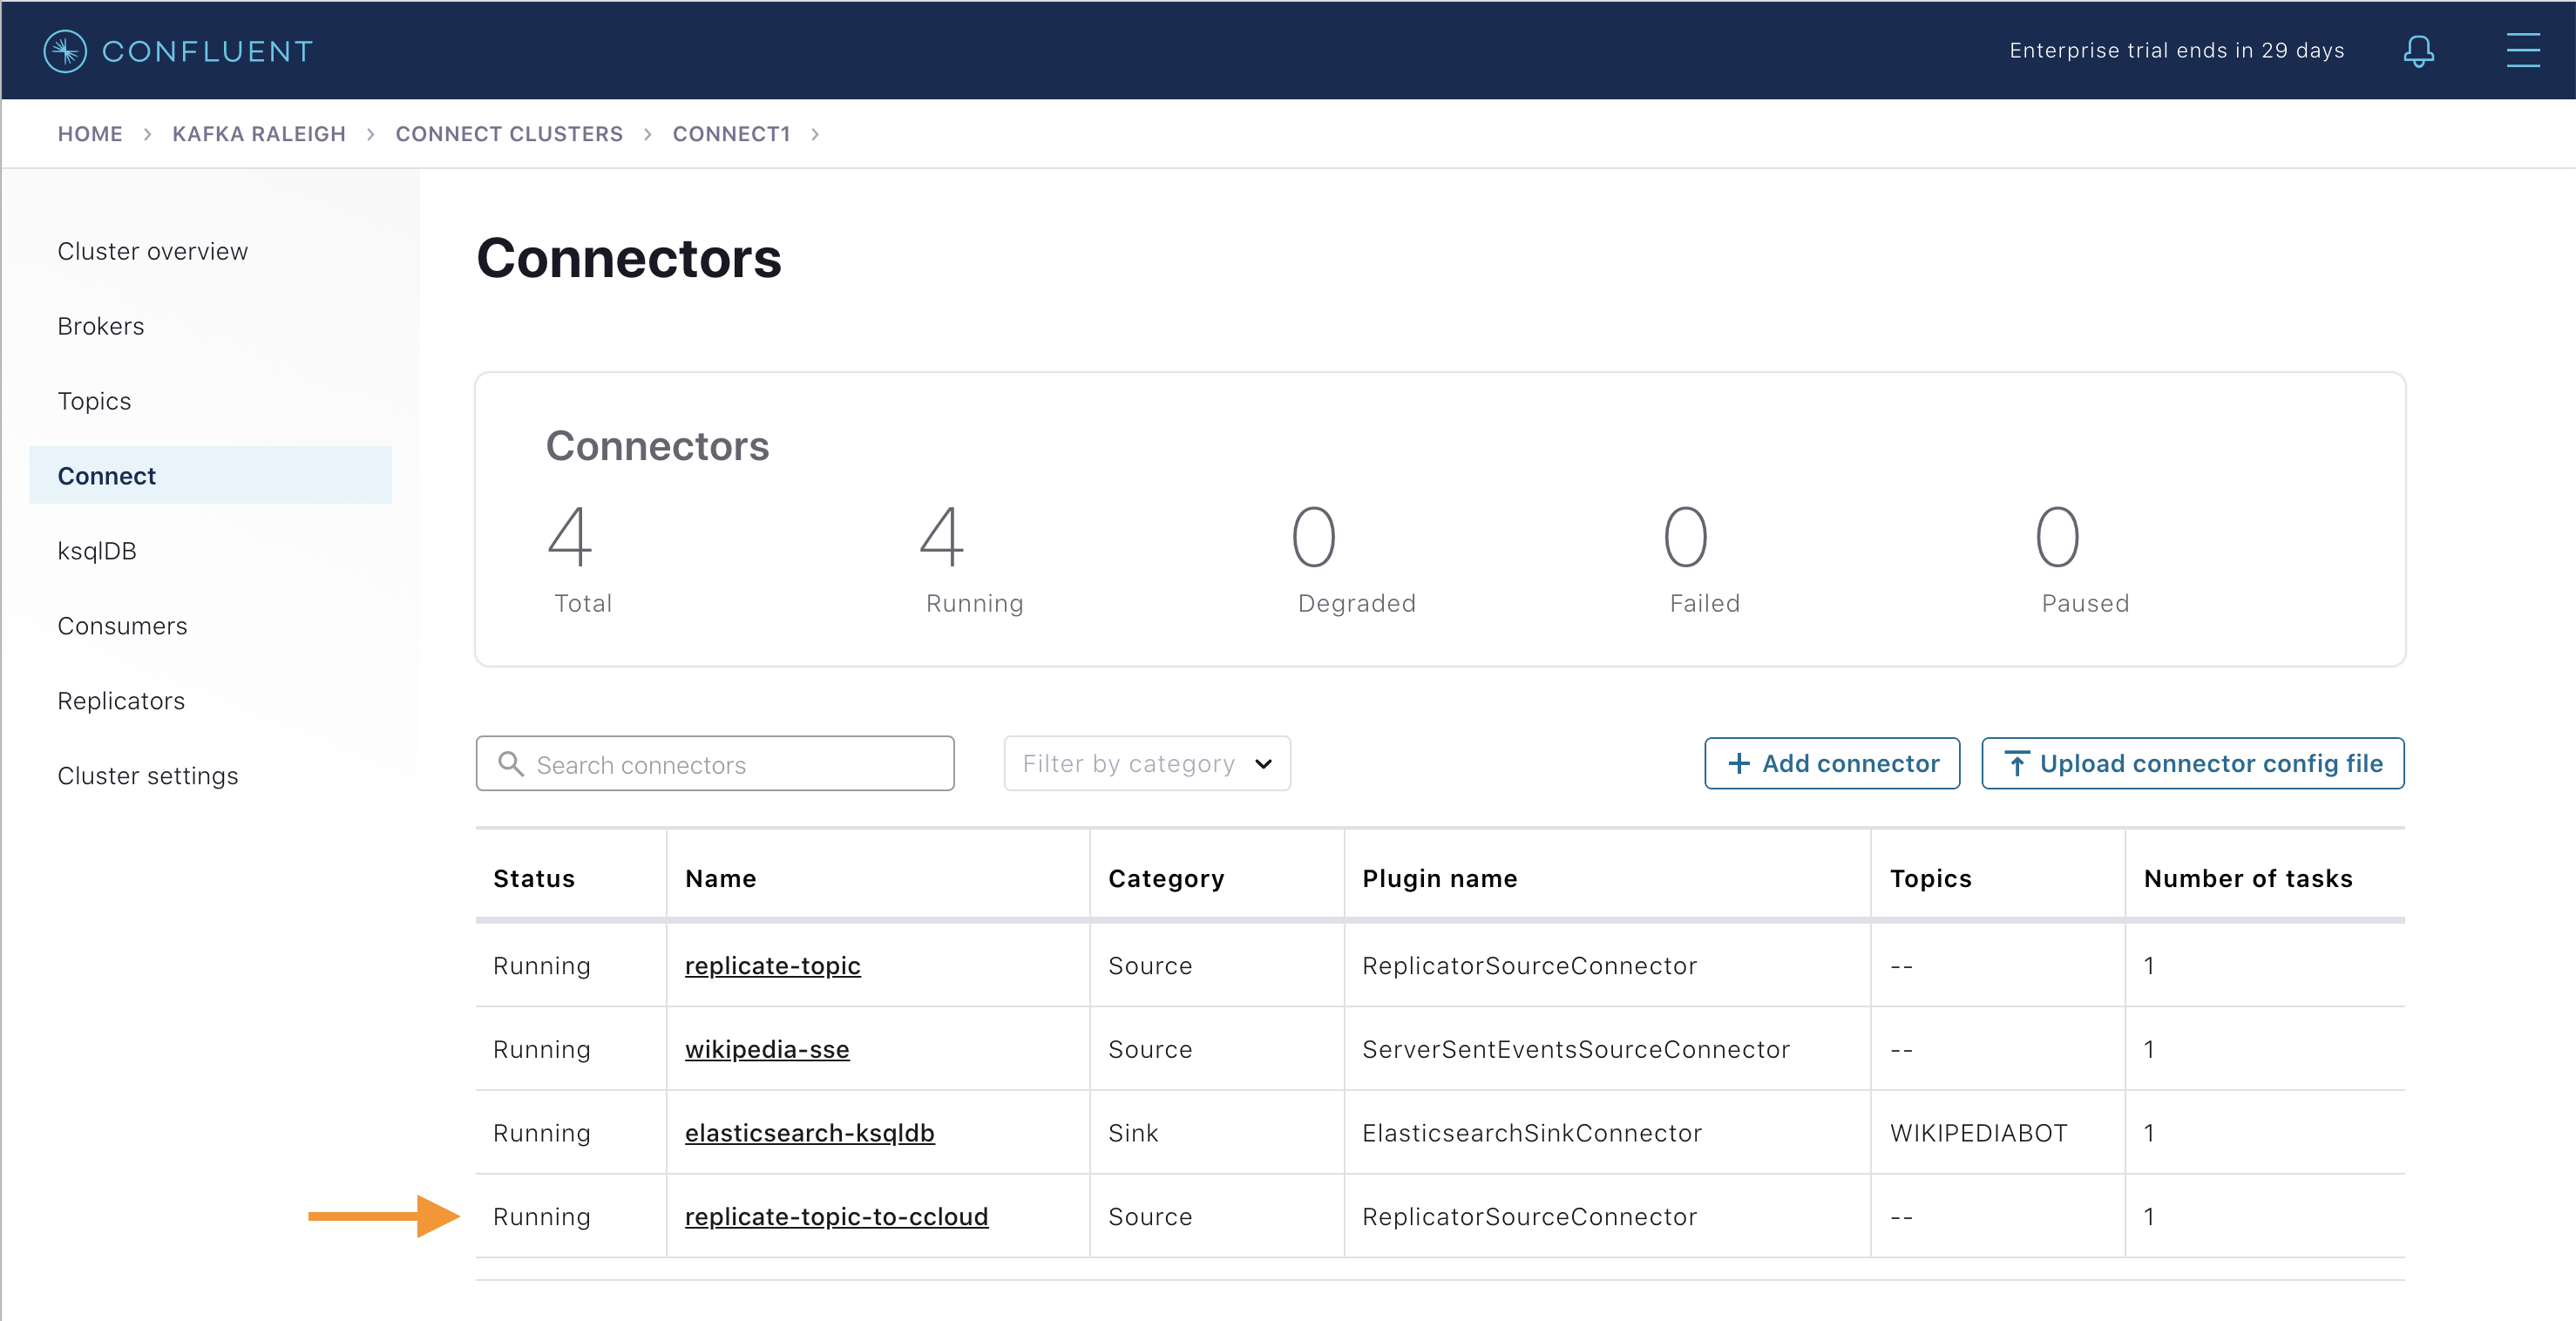 CONFLUENT
Enterprise trial ends in 29 days
HOME > KAFKA RALEIGH > CONNECT CLUSTERS > CONNECT1 >
Cluster overview
Brokers
Topics
Connect
ksqlDB
Consumers
Replicators
Cluster settings
Connectors
Connectors
4 4 0 0 0
Total Running Degraded Failed Paused
Search connectors Filter by category + Add connector Upload connector config file
Status Name Category Plugin name Topics Number of tasks
Running replicate-topic Source ReplicatorSourceConnector -- 1
Running wikipedia-sse Source ServerSentEventsSourceConnector -- 1
Running elasticsearch-ksqldb Sink ElasticsearchSinkConnector WIKIPEDIABOT 1
Running replicate-topic-to-ccloud Source ReplicatorSourceConnector -- 1